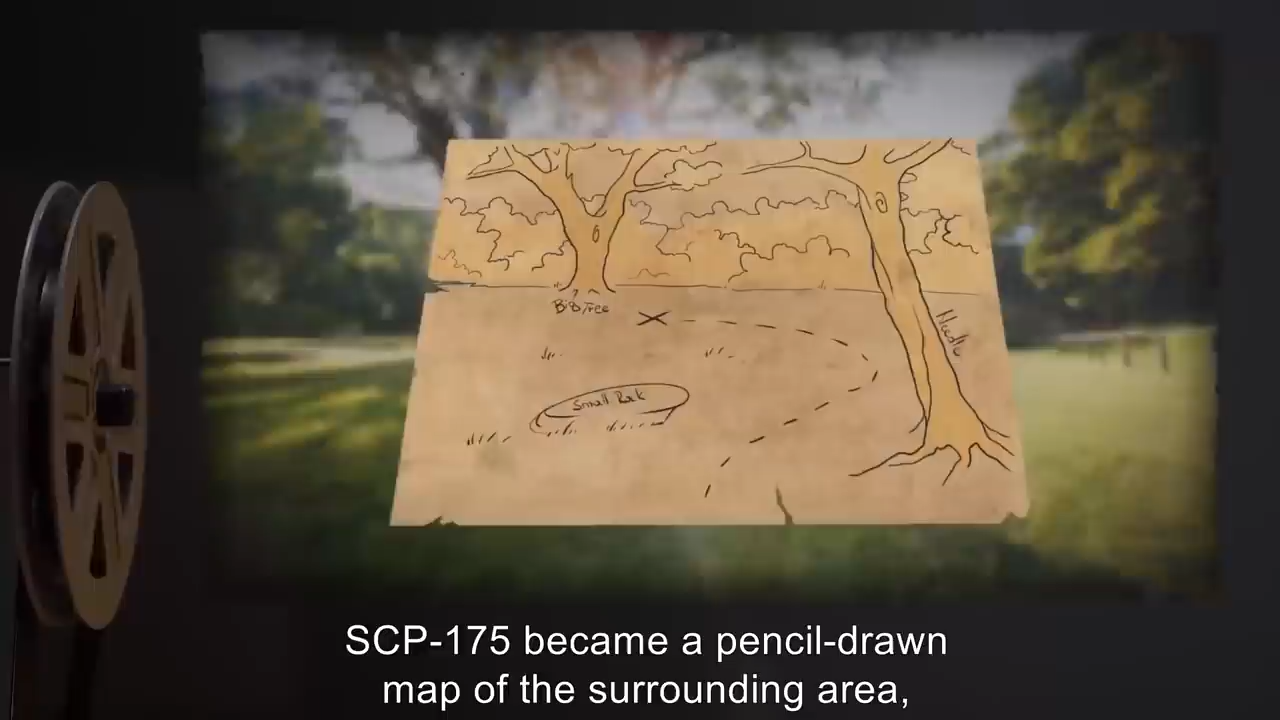 Big Tree
Small Rock
SCP-175 became a pencil-drawn
map of the surrounding area,